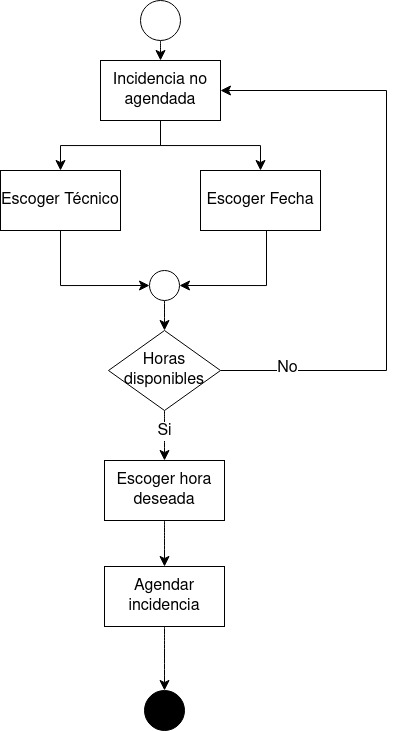 Incidencia no
agendada
Escoger Técnico
Escoger Fecha
Horas
disponibles
No
Si
Escoger hora
deseada
Agendar
incidencia